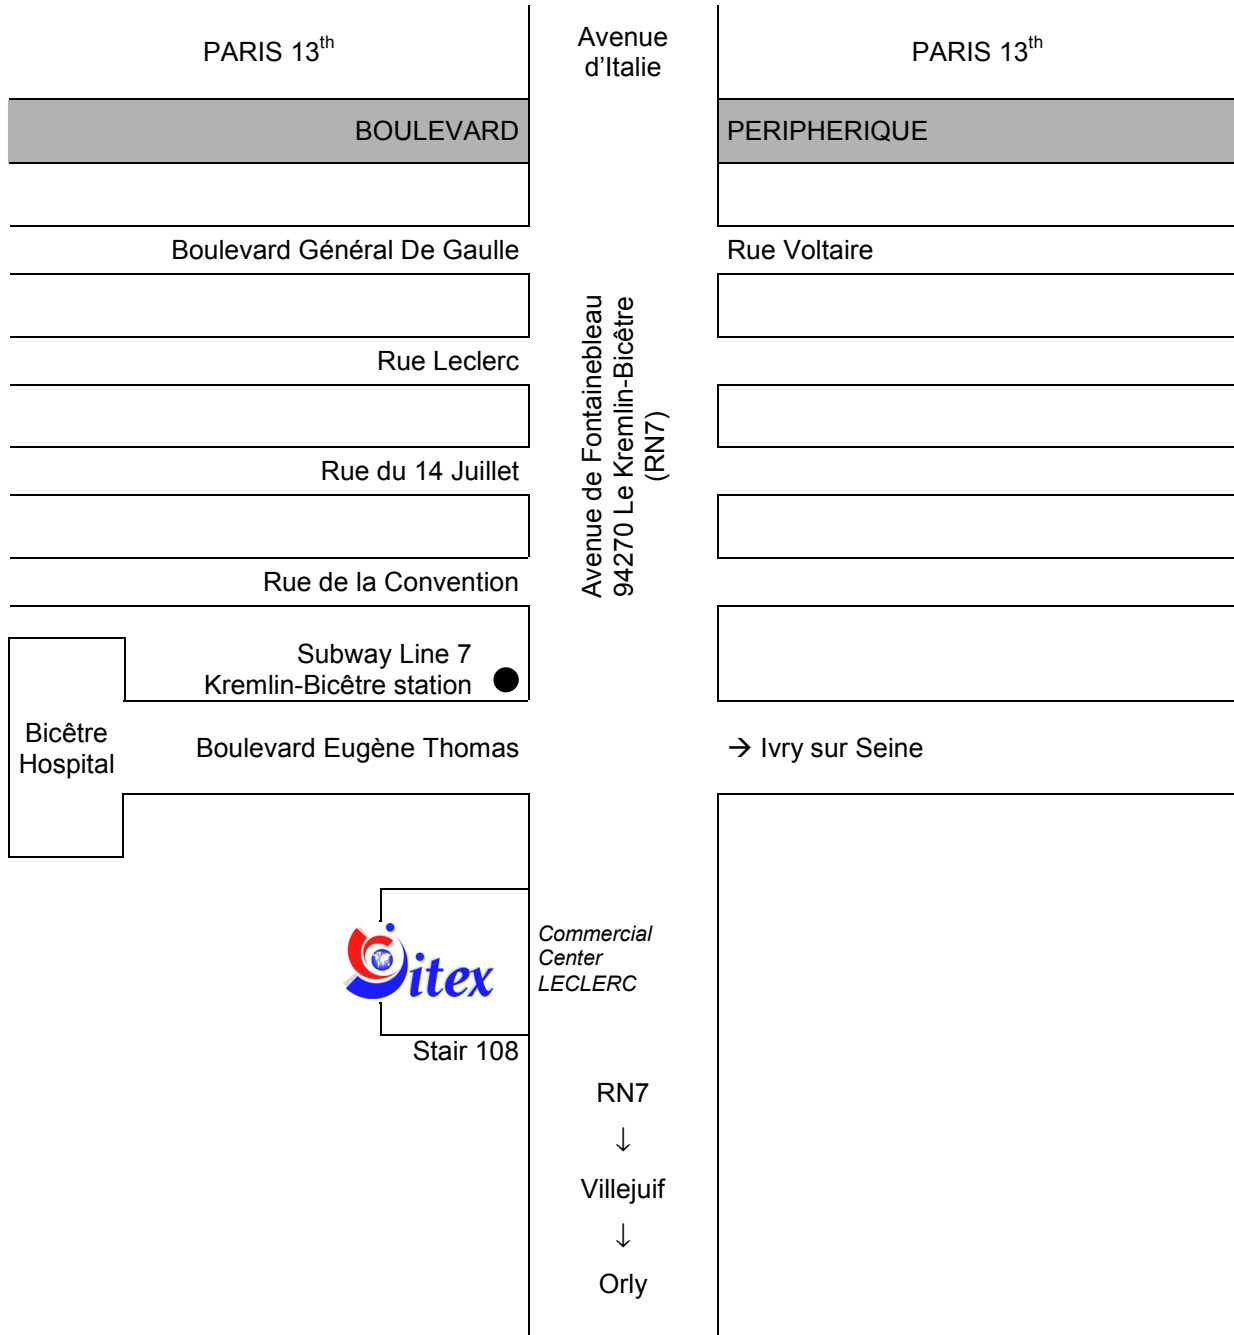 PARIS 13th
Avenue
d'Italie
PARIS 13th
BOULEVARD
PERIPHERIQUE
Boulevard Général De Gaulle
Rue Voltaire
Avenue de Fontainebleau
94270 Le Kremlin-Bicêtre
(RN7)
Rue Leclerc
Rue du 14 Juillet
Rue de la Convention
Subway Line 7
Kremlin-Bicêtre station
Bicêtre
Hospital
Boulevard Eugène Thomas
→ Ivry sur Seine
itex
Commercial
Center
LECLERC
Stair 108
RN7
↓
Villejuif
↓
Orly